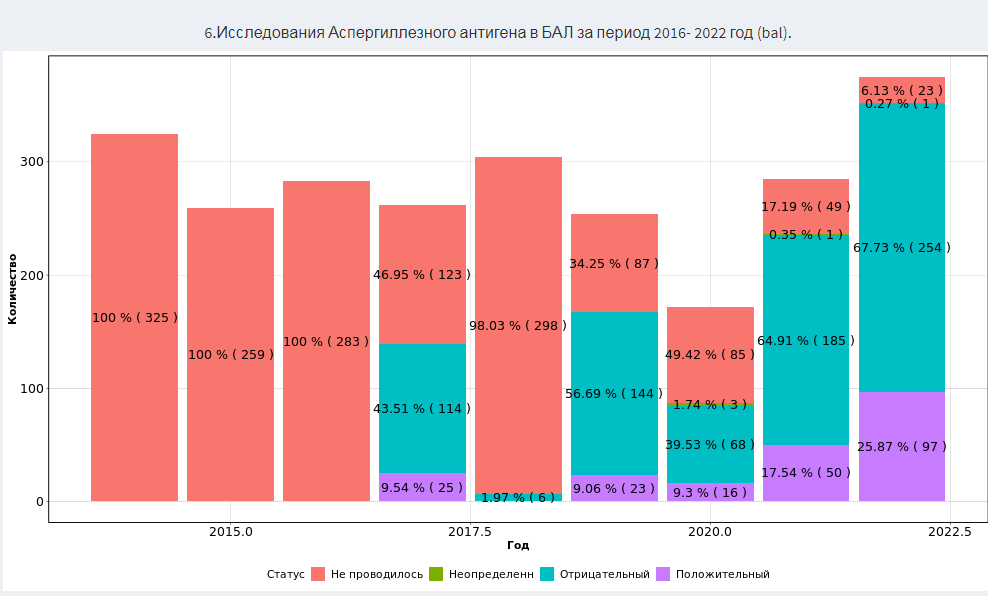 6.Исследования Аспергиллезного антигена в БАЛ за период 2016- 2022 год (bal).
Количество
300
200
100
0
100 % ( 325 )
100 % ( 259 )
100 % ( 283 )
46.95 % ( 123 )
43.51 % ( 114 )
9.54 % ( 25 )
98.03 % ( 298 )
1.97 % ( 6 )
34.25 % ( 87 )
56.69 % ( 144 )
9.06 % ( 23 )
49.42 % ( 85 )
1.74 % ( 3 )
39.53 % ( 68 )
9.3 % ( 16 )
17.19 % ( 49 )
0.35 % ( 1 )
64.91 % ( 185 )
17.54 % ( 50 )
6.13 % ( 23 )
0.27 % ( 1 )
67.73 % ( 254 )
25.87 % ( 97 )
2015.0 2017.5 2020.0 2022.5
Год
Статус Не проводилось Неопределенн Отрицательный Положительный